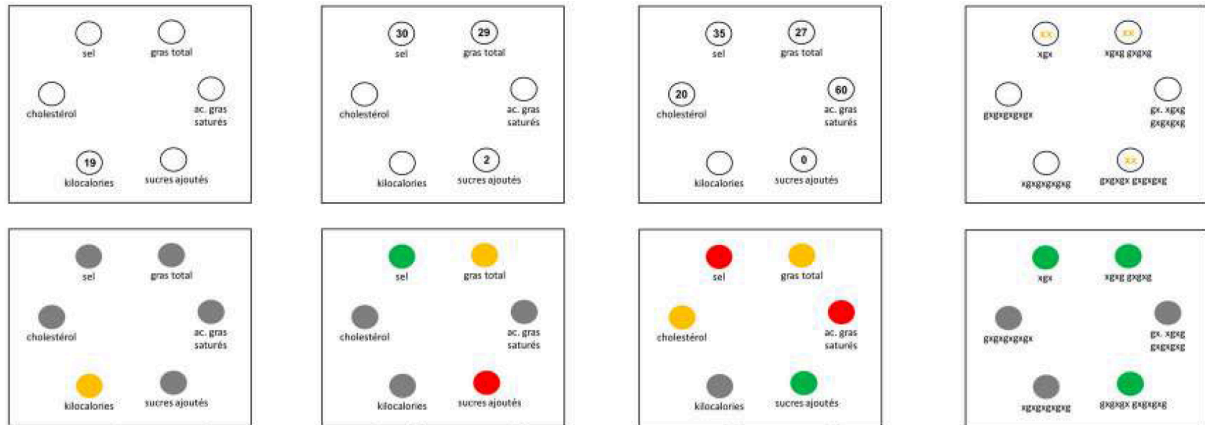 sel
gras total
cholestérol
ac. gras
saturés
19
kilocalories
sucres ajoutés
30
29
sel
gras total
cholestérol
ac. gras
saturés
2
kilocalories
sucres ajoutés
35
27
sel
gras total
20
60
cholestérol
ac. gras
saturés
0
kilocalories
sucres ajoutés
xx
xx
xgx
xgxg gxgxg
gxgxgxgxgx
gx. xgxg
gxgxgxg
xx
xgxgxgxgxg
gxgxgx gxgxgxg
sel
gras total
cholestérol
ac. gras
saturés
kilocalories
sucres ajoutés
sel
gras total
cholestérol
ac. gras
saturés
kilocalories
sucres ajoutés
sel
gras total
cholestérol
ac. gras
saturés
kilocalories
sucres ajoutés
xgx
xgxg gxgxg
gxgxgxgxgx
gx. xgxg
gxgxgxg
xgxgxgxgxg
gxgxgx gxgxgxg